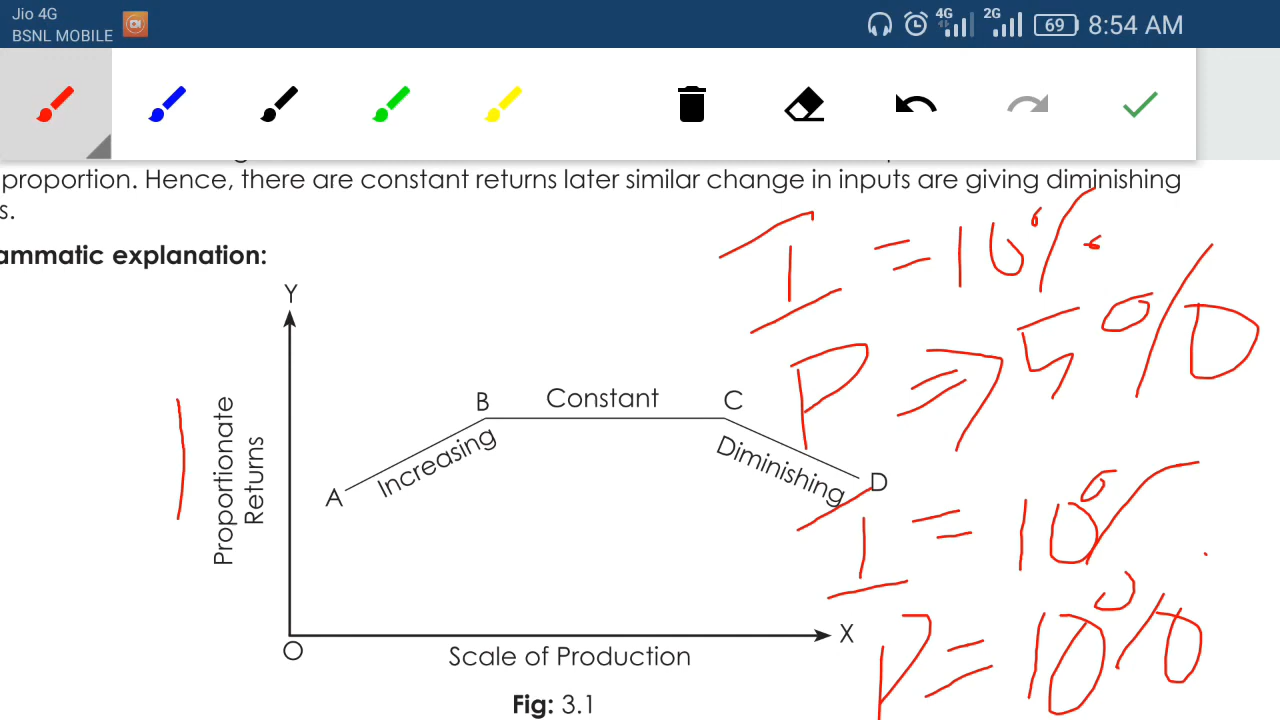 Jio 4G
BSNL MOBILE
4G 2G 69 8:54 AM
proportion. Hence, there are constant returns later similar change in inputs are giving diminishing
s.
ammatic explanation:
I = 10%
P => 5%
Y
B Constant C
Increasing
Diminishing
A
D
Proportionate
Returns
I = 10%
P = 10%
O
X
Scale of Production
Fig: 3.1